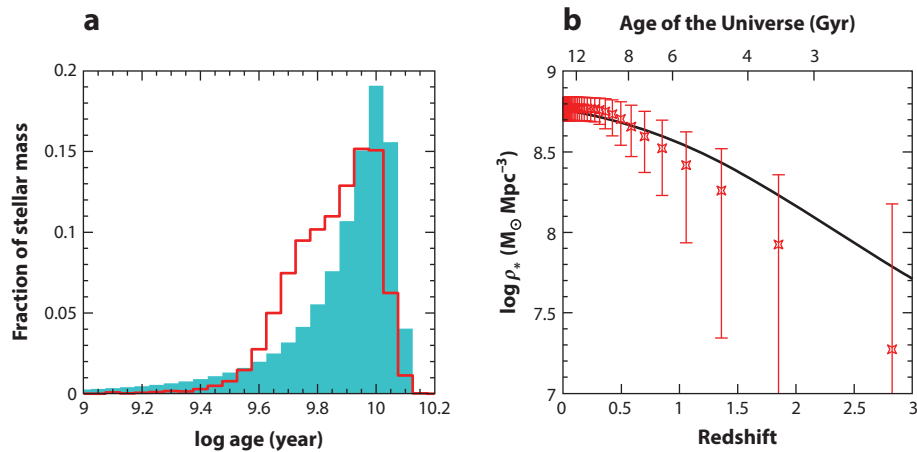 a
0.2
0.15
0.1
0.05
0
Fraction of stellar mass
9 9.2 9.4 9.6 9.8 10 10.2
log age (year)
b
Age of the Universe (Gyr)
12 8 6 4 3
9
8.5
8
7.5
7
log ρ* (M⊙ Mpc−3)
0 0.5 1 1.5 2 2.5 3
Redshift